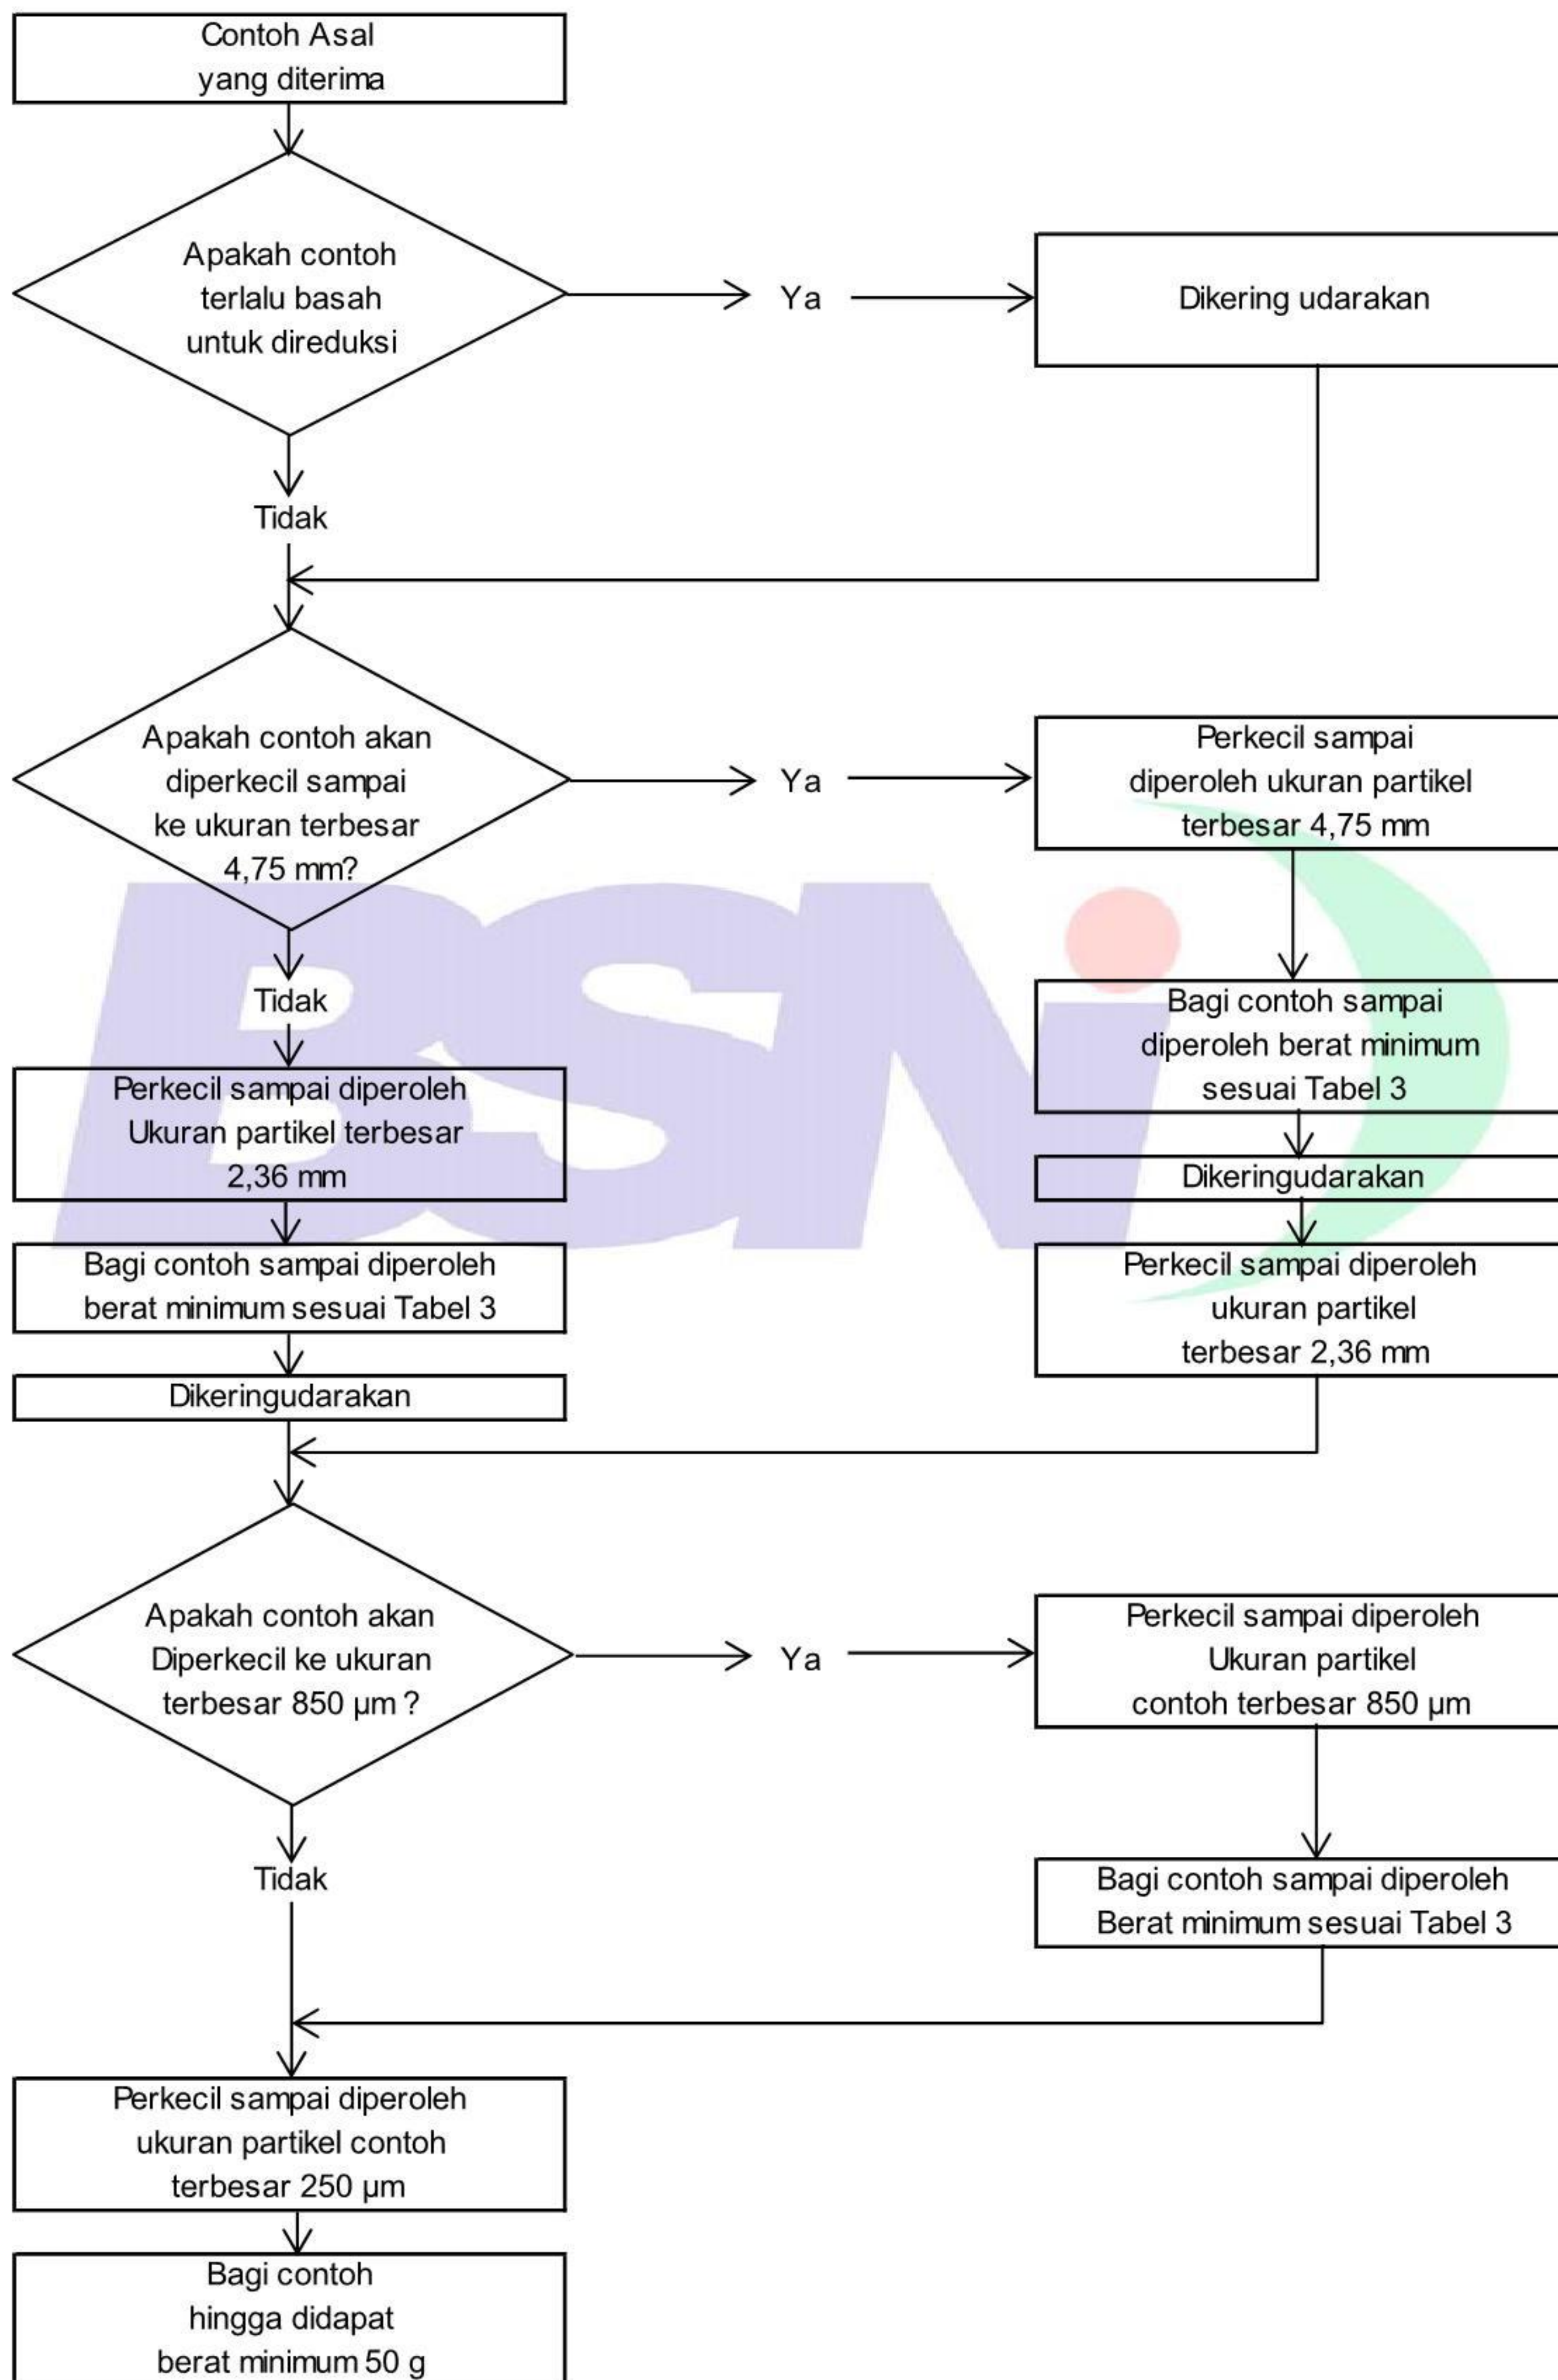 Contoh Asal
yang diterima
Apakah contoh
terlalu basah
untuk direduksi
Ya
Dikering udarakan
Tidak
Apakah contoh akan
diperkecil sampai
ke ukuran terbesar
4,75 mm?
Ya
Perkecil sampai
diperoleh ukuran partikel
terbesar 4,75 mm
Tidak
Bagi contoh sampai
diperoleh berat minimum
sesuai Tabel 3
Perkecil sampai diperoleh
Ukuran partikel terbesar
2,36 mm
Dikeringudarakan
Bagi contoh sampai diperoleh
berat minimum sesuai Tabel 3
Perkecil sampai diperoleh
ukuran partikel
terbesar 2,36 mm
Dikeringudarakan
Apakah contoh akan
Diperkecil ke ukuran
terbesar 850 µm ?
Ya
Perkecil sampai diperoleh
Ukuran partikel
contoh terbesar 850 µm
Tidak
Bagi contoh sampai diperoleh
Berat minimum sesuai Tabel 3
Perkecil sampai diperoleh
ukuran partikel contoh
terbesar 250 µm
Bagi contoh
hingga didapat
berat minimum 50 g
BSNi